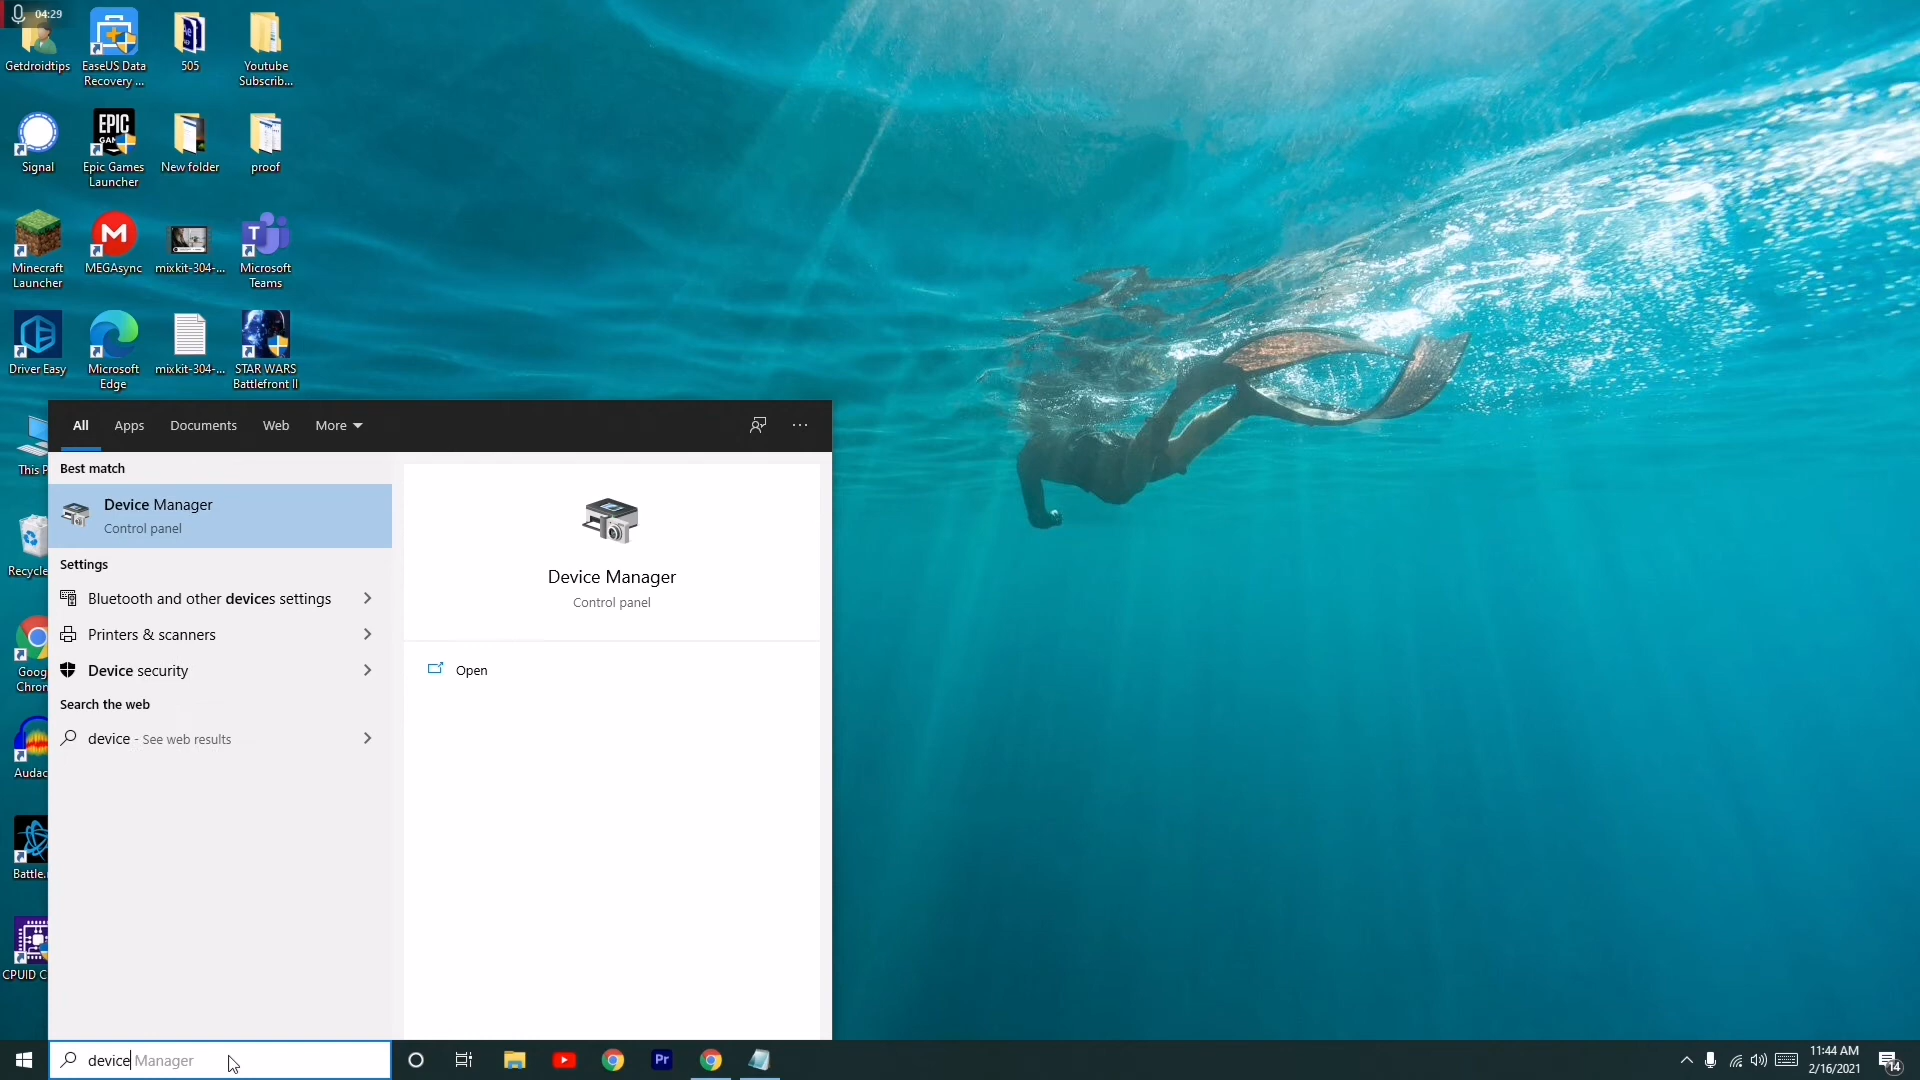 04:29
Getdroidtips
EaseUS Data
Recovery ...
505
Youtube
Subscrib...
Signal
EPIC
Epic Games
Launcher
New folder
proof
Minecraft
Launcher
MEGAsync
mixkit-304-...
Microsoft
Teams
Driver Easy
Microsoft
Edge
mixkit-304-...
STAR WARS
Battlefront II
This P
Recycle
Goog
Chron
Audac
Battle.
CPUID C
All
Apps
Documents
Web
More
Best match
Device Manager
Control panel
Settings
Bluetooth and other devices settings
Printers & scanners
Device security
Search the web
device - See web results
Device Manager
Control panel
Open
device Manager
Pr
11:44 AM
2/16/2021
14